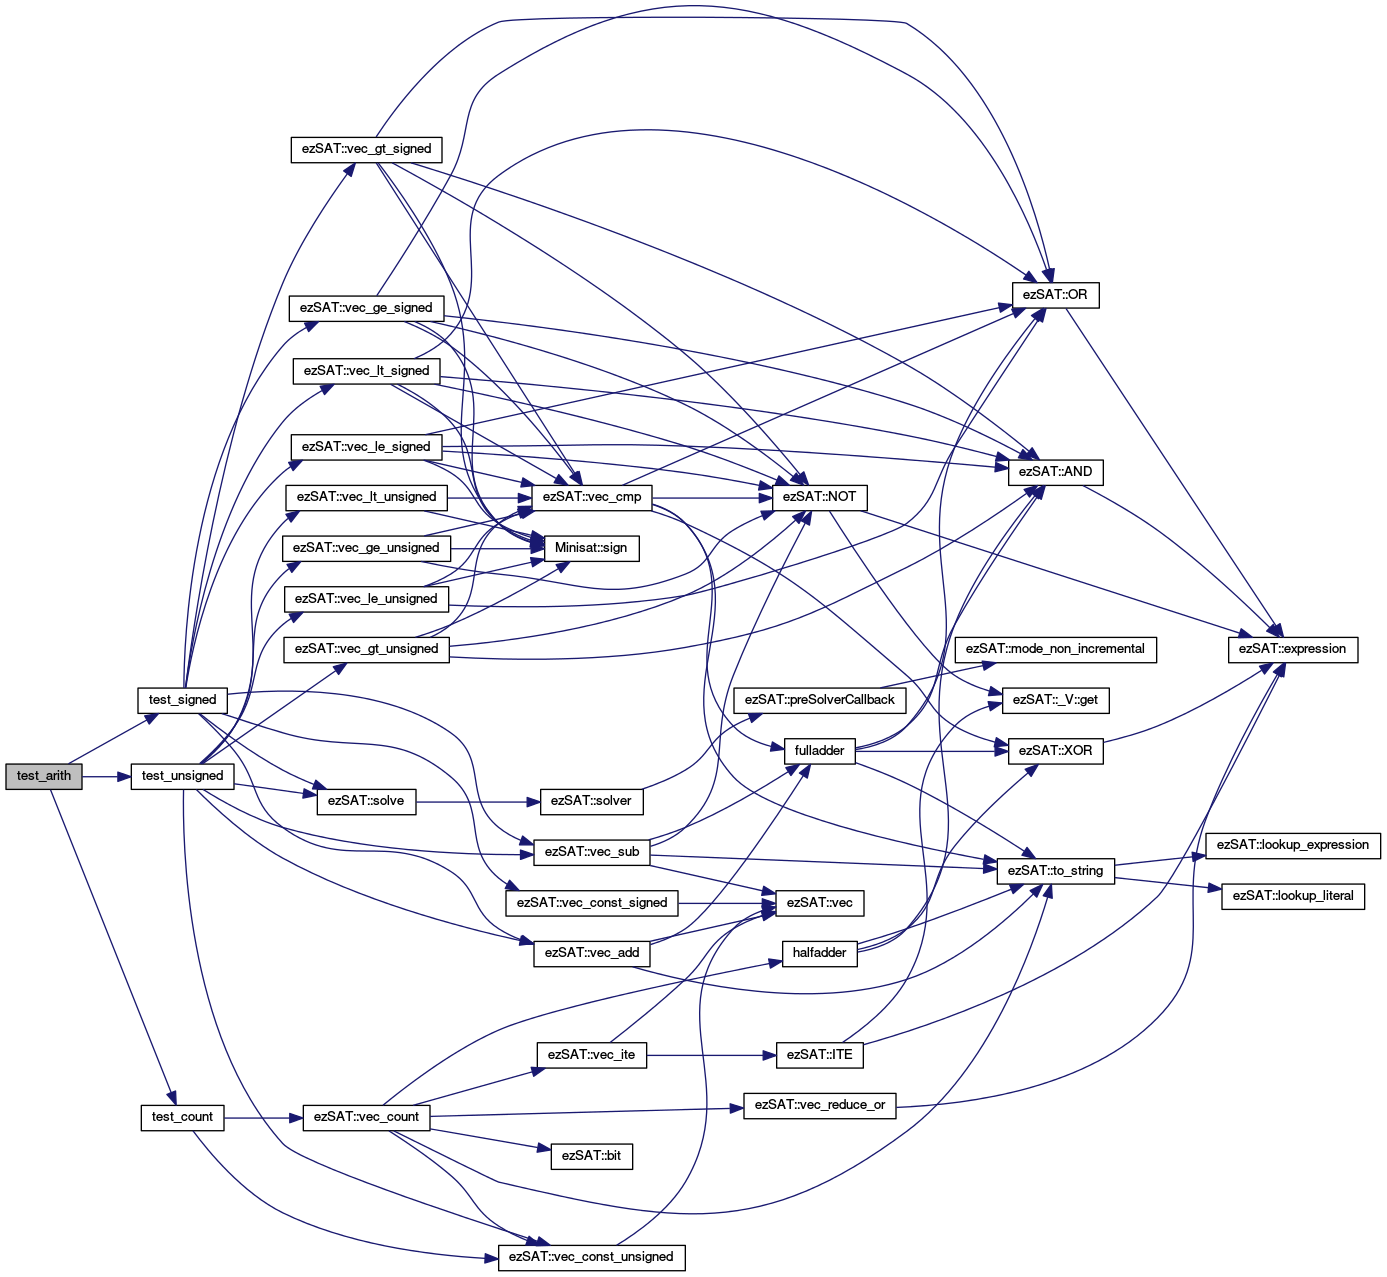 ezSAT::vec_gt_signed
ezSAT::OR
ezSAT::vec_ge_signed
ezSAT::vec_lt_signed
ezSAT::vec_le_signed
ezSAT::AND
ezSAT::vec_lt_unsigned
ezSAT::vec_cmp
ezSAT::NOT
ezSAT::vec_ge_unsigned
Minisat::sign
ezSAT::vec_le_unsigned
ezSAT::vec_gt_unsigned
ezSAT::mode_non_incremental
ezSAT::expression
test_signed
ezSAT::preSolverCallback
ezSAT::_V::get
fulladder
ezSAT::XOR
test_arith
test_unsigned
ezSAT::solve
ezSAT::solver
ezSAT::vec_sub
ezSAT::lookup_expression
ezSAT::to_string
ezSAT::lookup_literal
ezSAT::vec_const_signed
ezSAT::vec
ezSAT::vec_add
halfadder
ezSAT::vec_ite
ezSAT::ITE
ezSAT::vec_reduce_or
test_count
ezSAT::vec_count
ezSAT::bit
ezSAT::vec_const_unsigned